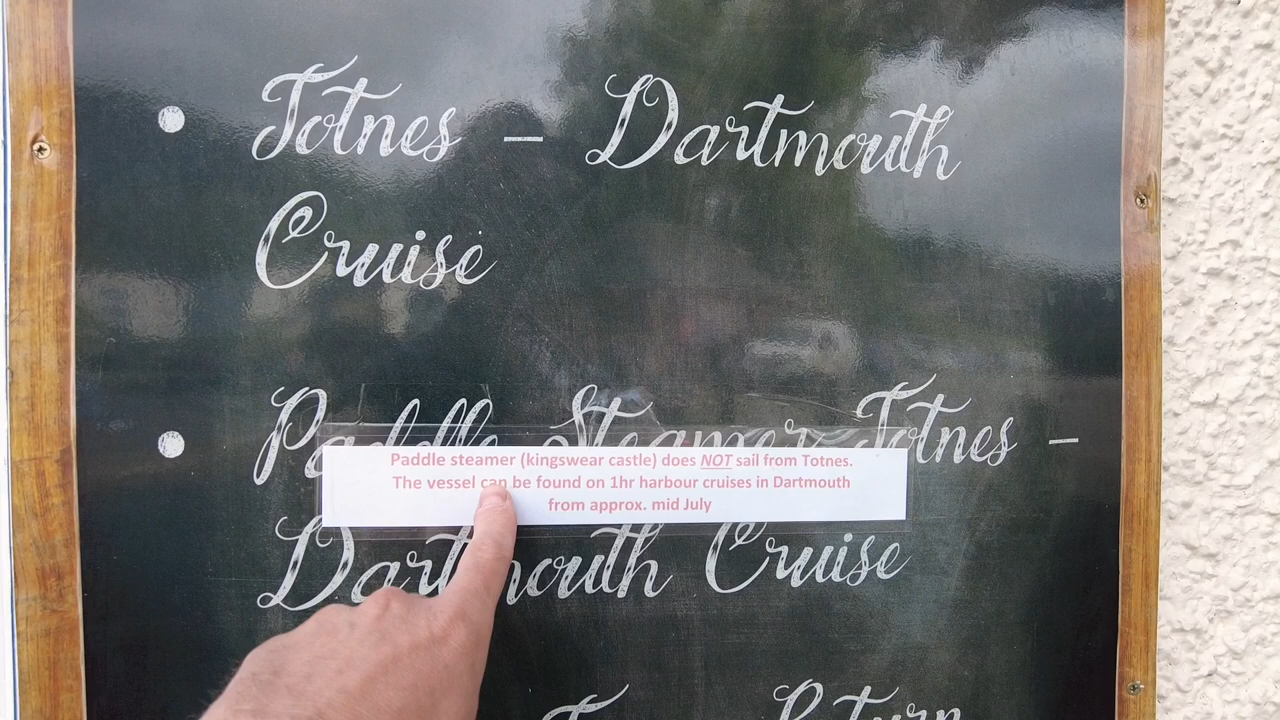 • Totnes – Dartmouth
Cruise
• Paddle Steamer Totnes –
Paddle steamer (kingswear castle) does NOT sail from Totnes.
The vessel can be found on 1hr harbour cruises in Dartmouth
from approx. mid July
Dartmouth Cruise
Return